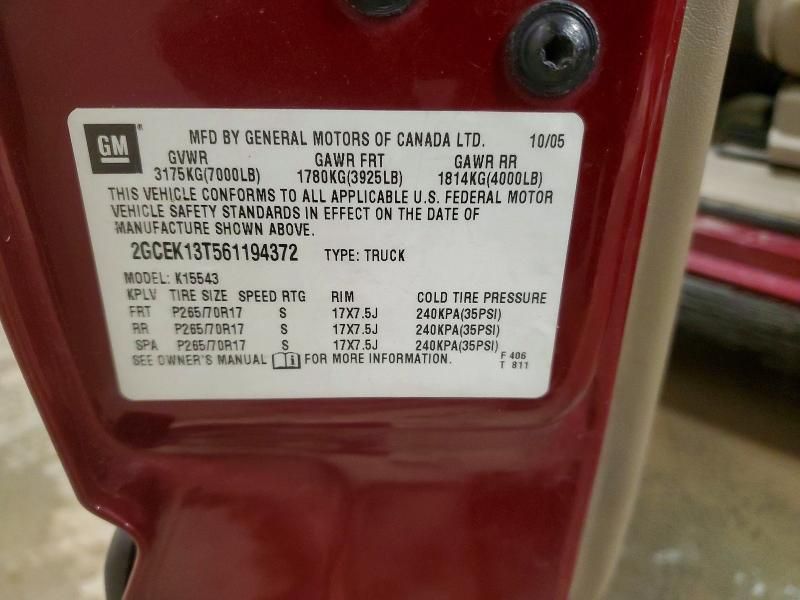 GM
MFD BY GENERAL MOTORS OF CANADA LTD. 10/05
GVWR GAWR FRT GAWR RR
3175KG(7000LB) 1780KG(3925LB) 1814KG(4000LB)
THIS VEHICLE CONFORMS TO ALL APPLICABLE U.S. FEDERAL MOTOR
VEHICLE SAFETY STANDARDS IN EFFECT ON THE DATE OF
MANUFACTURE SHOWN ABOVE.
2GCEK13T561194372 TYPE: TRUCK
MODEL: K15543
KPLV TIRE SIZE SPEED RTG RIM COLD TIRE PRESSURE
FRT P265/70R17 S 17X7.5J 240KPA(35PSI)
RR P265/70R17 S 17X7.5J 240KPA(35PSI)
SPA P265/70R17 S 17X7.5J 240KPA(35PSI)
SEE OWNER'S MANUAL i FOR MORE INFORMATION. F 406
T 811